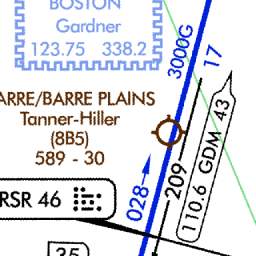 BOSTON
Gardner
123.75 338.2
3000G
17
ARRE/BARRE PLAINS
Tanner-Hiller
(8B5)
589 - 30
RSR 46
028
209
110.6 GDM 43
35